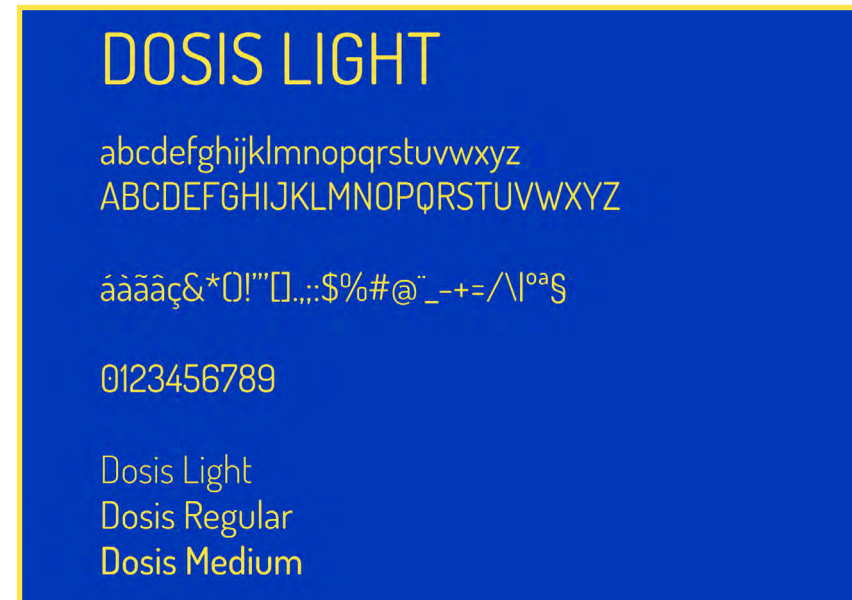 DOSIS LIGHT
abcdefghijklmnopqrstuvwxyz
ABCDEFGHIJKLMNOPQRSTUVWXYZ
áàãâç&*()!"'[].,;:$%#@¨_-+=/\|ºª§
0123456789
Dosis Light
Dosis Regular
Dosis Medium